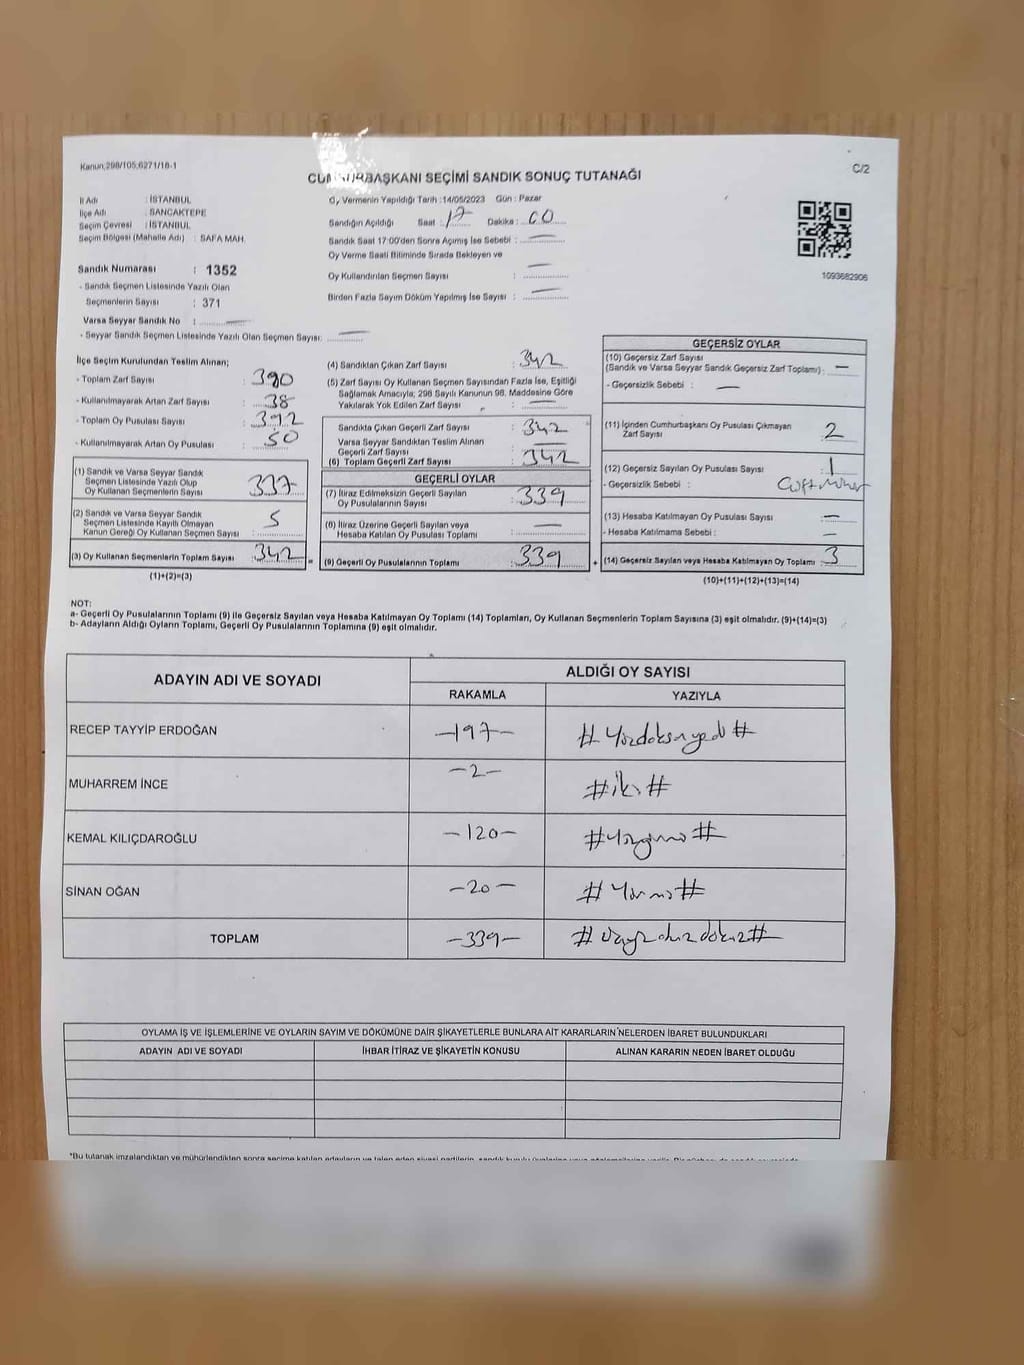 Kanun:298/105,6271/18-1
C/2
CUMHURBAŞKANI SEÇİMİ SANDIK SONUÇ TUTANAĞI
İl Adı : İSTANBUL
İlçe Adı : SANCAKTEPE
Seçim Çevresi : İSTANBUL
Seçim Bölgesi (Mahalle Adı) : SAFA MAH.
Oy Vermenin Yapıldığı Tarih :14/05/2023 Gün : Pazar
Sandığın Açıldığı Saat : 17 Dakika : 00
Sandık Saat 17:00'den Sonra Açımış İse Sebebi : —
Oy Verme Saati Bitiminde Sırada Bekleyen ve
Oy Kullandırılan Seçmen Sayısı : —
Birden Fazla Sayım Döküm Yapılmış İse Sayısı : —
1093682906
Sandık Numarası : 1352
- Sandık Seçmen Listesinde Yazılı Olan
Seçmenlerin Sayısı : 371
Varsa Seyyar Sandık No : —
- Seyyar Sandık Seçmen Listesinde Yazılı Olan Seçmen Sayısı: —
İlçe Seçim Kurulundan Teslim Alınan;
- Toplam Zarf Sayısı : 390
- Kullanılmayarak Artan Zarf Sayısı : 38
- Toplam Oy Pusulası Sayısı : 392
- Kullanılmayarak Artan Oy Pusulası : 50
(1) Sandık ve Varsa Seyyar Sandık
Seçmen Listesinde Yazılı Olup
Oy Kullanan Seçmenlerin Sayısı : 337
(2) Sandık ve Varsa Seyyar Sandık
Seçmen Listesinde Kayıtlı Olmayan
Kanun Gereği Oy Kullanan Seçmen Sayısı : 5
(3) Oy Kullanan Seçmenlerin Toplam Sayısı : 342 =
(1)+(2)=(3)
(4) Sandıktan Çıkan Zarf Sayısı : 342
(5) Zarf Sayısı Oy Kullanan Seçmen Sayısından Fazla İse, Eşitliği
Sağlamak Amacıyla; 298 Sayılı Kanunun 98. Maddesine Göre
Yakılarak Yok Edilen Zarf Sayısı : —
Sandıkta Çıkan Geçerli Zarf Sayısı : 342
Varsa Seyyar Sandıktan Teslim Alınan
Geçerli Zarf Sayısı : —
(6) Toplam Geçerli Zarf Sayısı : 342
GEÇERLİ OYLAR
(7) İtiraz Edilmeksizin Geçerli Sayılan
Oy Pusulalarının Sayısı : 339
(8) İtiraz Üzerine Geçerli Sayılan veya
Hesaba Katılan Oy Pusulası Toplamı : —
(9) Geçerli Oy Pusulalarının Toplamı : 339 +
GEÇERSİZ OYLAR
(10) Geçersiz Zarf Sayısı
(Sandık ve Varsa Seyyar Sandık Geçersiz Zarf Toplamı) : —
- Geçersizlik Sebebi : —
(11) İçinden Cumhurbaşkanı Oy Pusulası Çıkmayan
Zarf Sayısı : 2
(12) Geçersiz Sayılan Oy Pusulası Sayısı : 1
- Geçersizlik Sebebi : Çift Mühür
(13) Hesaba Katılmayan Oy Pusulası Sayısı : —
- Hesaba Katılmama Sebebi : —
(14) Geçersiz Sayılan veya Hesaba Katılmayan Oy Toplamı : 3
(10)+(11)+(12)+(13)=(14)
NOT:
a- Geçerli Oy Pusulalarının Toplamı (9) ile Geçersiz Sayılan veya Hesaba Katılmayan Oy Toplamı (14) Toplamları, Oy Kullanan Seçmenlerin Toplam Sayısına (3) eşit olmalıdır. (9)+(14)=(3)
b- Adayların Aldığı Oyların Toplamı, Geçerli Oy Pusulalarının Toplamına (9) eşit olmalıdır.
ADAYIN ADI VE SOYADI
ALDIĞI OY SAYISI
RAKAMLA YAZIYLA
RECEP TAYYİP ERDOĞAN -197- # Yüzdoksanyedi #
MUHARREM İNCE -2- #iki#
KEMAL KILIÇDAROĞLU -120- #Yüzyirmi#
SİNAN OĞAN -20- #Yirmi#
TOPLAM -339- #Üçyüzotuzdokuz#
OYLAMA İŞ VE İŞLEMLERİNE VE OYLARIN SAYIM VE DÖKÜMÜNE DAİR ŞİKAYETLERLE BUNLARA AİT KARARLARIN NELERDEN İBARET BULUNDUKLARI
ADAYIN ADI VE SOYADI İHBAR İTİRAZ VE ŞİKAYETİN KONUSU ALINAN KARARIN NEDEN İBARET OLDUĞU
*Bu tutanak imzalandıktan ve mühürlendikten sonra seçime katılan adayların ve talep eden siyasi partilerin, sandık kurulu